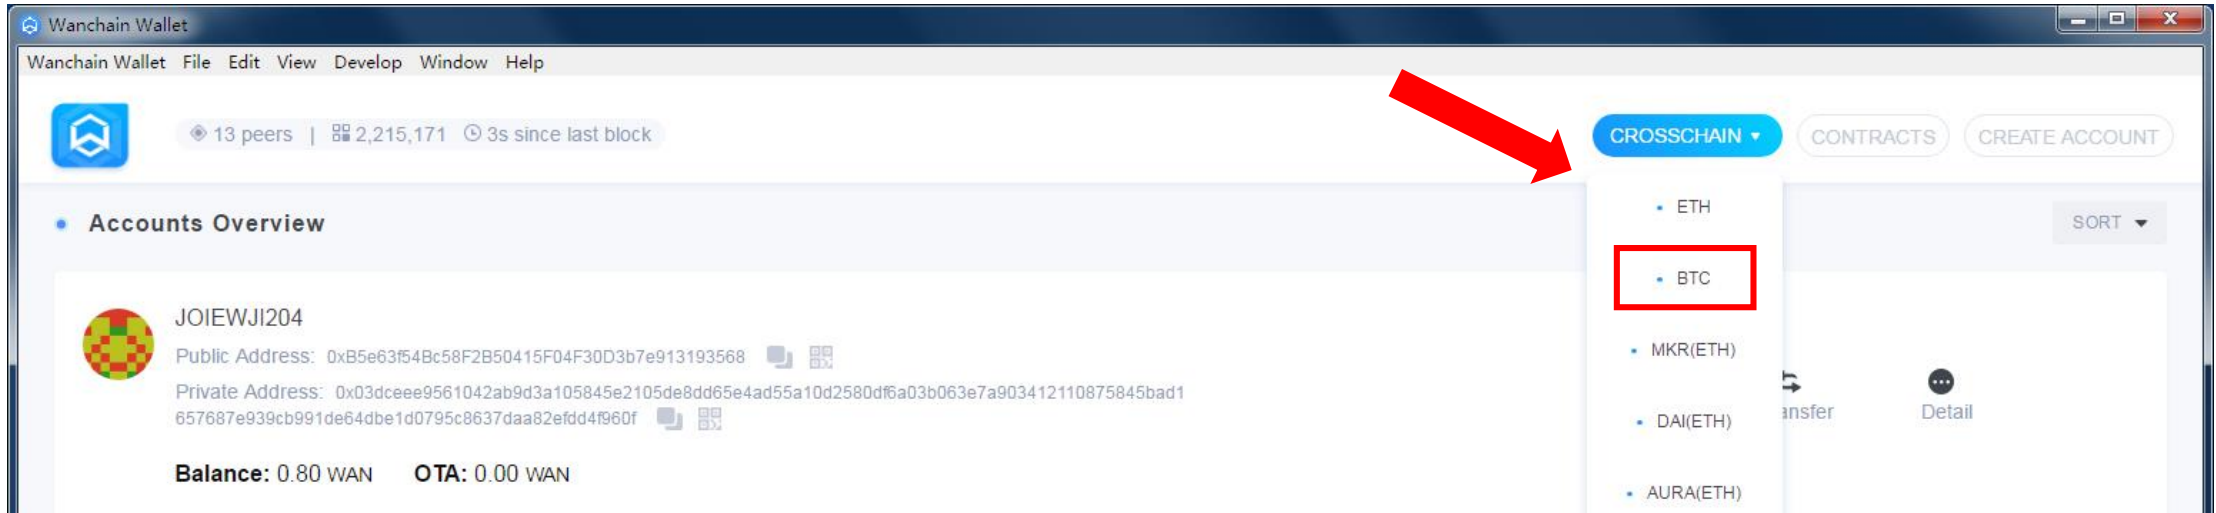 Wanchain Wallet
Wanchain Wallet File Edit View Develop Window Help
13 peers | 2,215,171 3s since last block
CROSSCHAIN CONTRACTS CREATE ACCOUNT
Accounts Overview
SORT
ETH
BTC
MKR(ETH)
DAI(ETH)
AURA(ETH)
JOIEWJI204
Public Address: 0xB5e63f54Bc58F2B50415F04F30D3b7e913193568
Private Address: 0x03dceee9561042ab9d3a105845e2105de8dd65e4ad55a10d2580df6a03b063e7a903412110875845bad1
657687e939cb991de64dbe1d0795c8637daa82efdd4f960f
ansfer Detail
Balance: 0.80 WAN OTA: 0.00 WAN